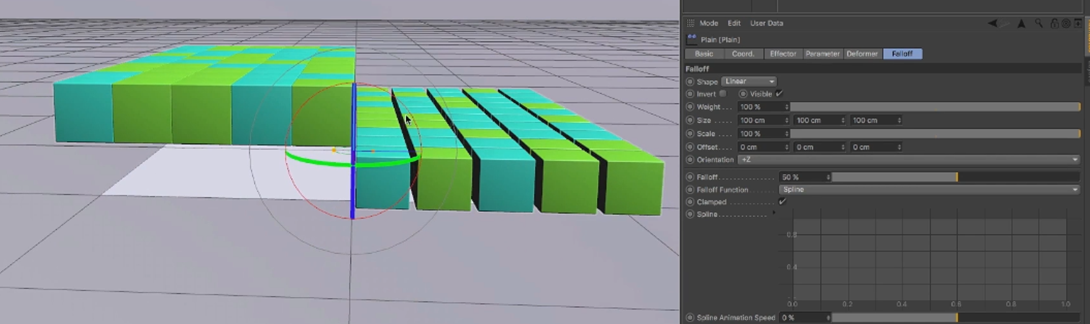 Mode Edit User Data
Plain [Plain]
Basic Coord. Effector Parameter Deformer Falloff
Falloff
Shape Linear
Invert Visible
Weight 100 %
Size 100 cm 100 cm 100 cm
Scale 100 %
Offset 0 cm 0 cm 0 cm
Orientation +Z
Falloff 50 %
Falloff Function Spline
Clamped
Spline
0.8
0.4
0.0 0.2 0.4 0.6 0.8 1.0
Spline Animation Speed 0 %